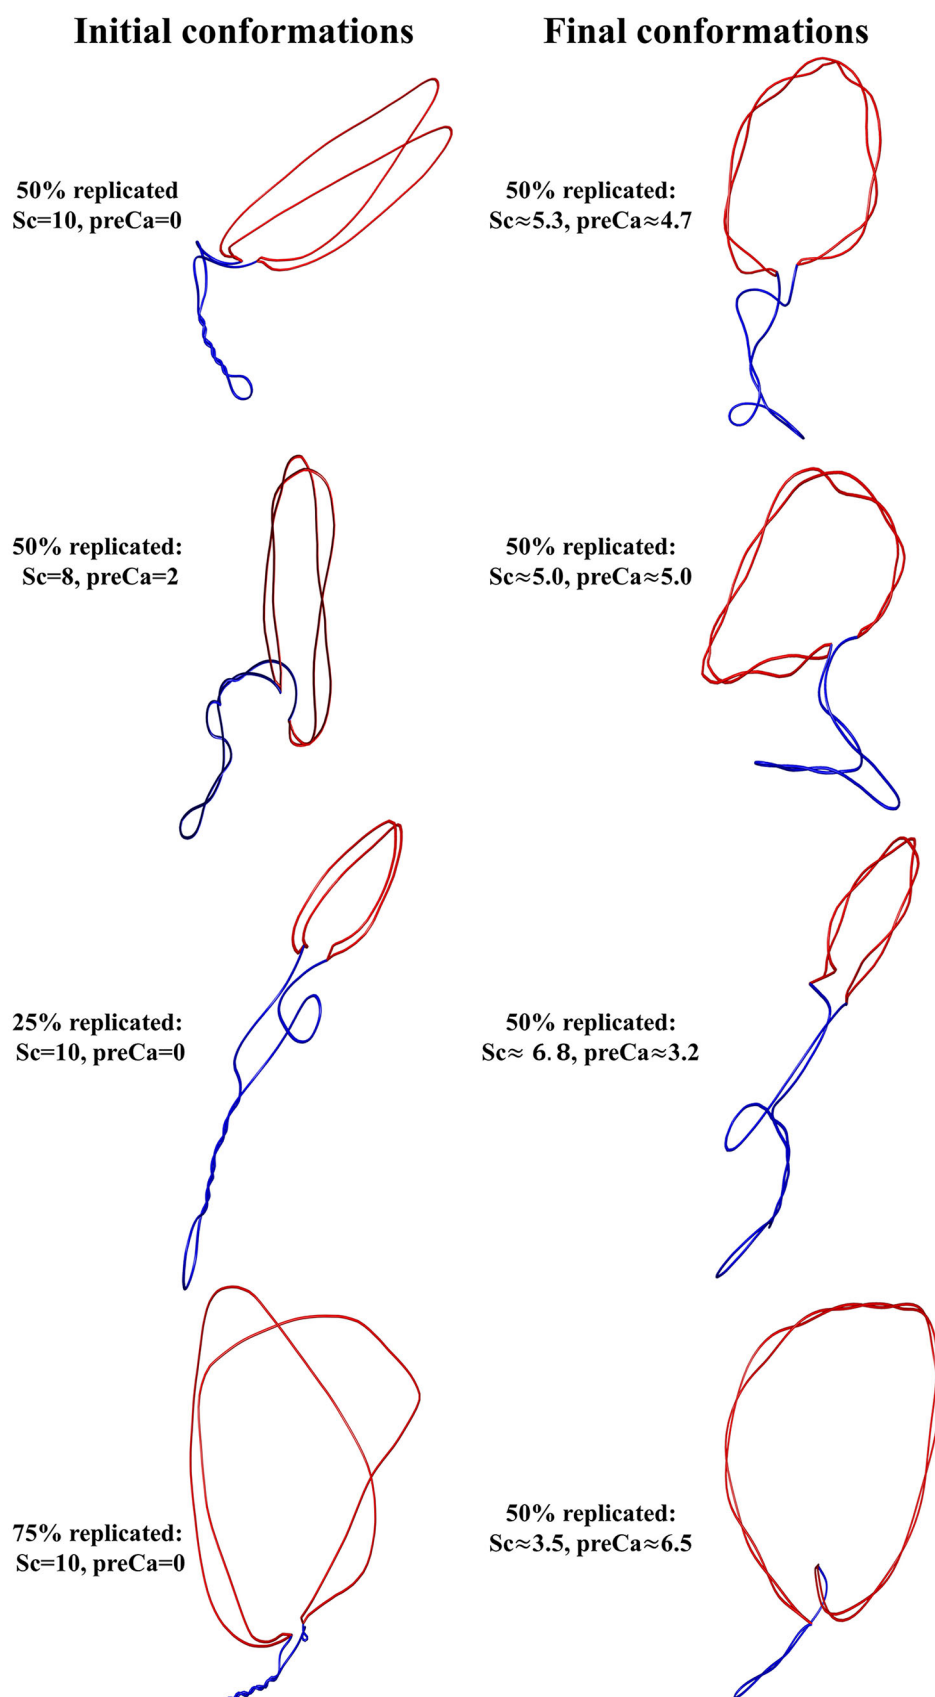 Initial conformations
Final conformations
50% replicated
Sc=10, preCa=0
50% replicated:
Sc≈5.3, preCa≈4.7
50% replicated:
Sc=8, preCa=2
50% replicated:
Sc≈5.0, preCa≈5.0
25% replicated:
Sc=10, preCa=0
50% replicated:
Sc≈ 6.8, preCa≈3.2
75% replicated:
Sc=10, preCa=0
50% replicated:
Sc≈3.5, preCa≈6.5